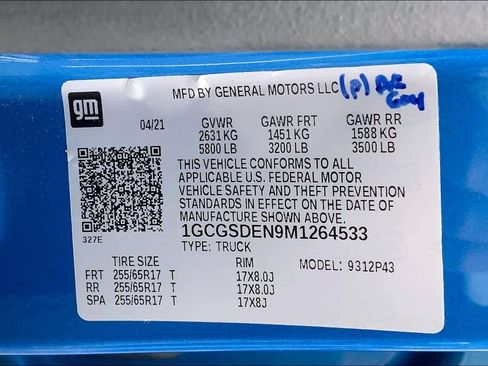 gm
MFD BY GENERAL MOTORS LLC (P)
04/21 GVWR GAWR FRT GAWR RR
2631 KG 1451 KG 1588 KG
5800 LB 3200 LB 3500 LB
THIS VEHICLE CONFORMS TO ALL
APPLICABLE U.S. FEDERAL MOTOR
VEHICLE SAFETY AND THEFT PREVENTION
STANDARDS IN EFFECT ON THE DATE OF
MANUFACTURE SHOWN ABOVE.
327E
1GCGSDEN9M1264533
TYPE: TRUCK
TIRE SIZE RIM MODEL: 9312P43
FRT 255/65R17 T 17X8.0J
RR 255/65R17 T 17X8.0J
SPA 255/65R17 T 17X8J